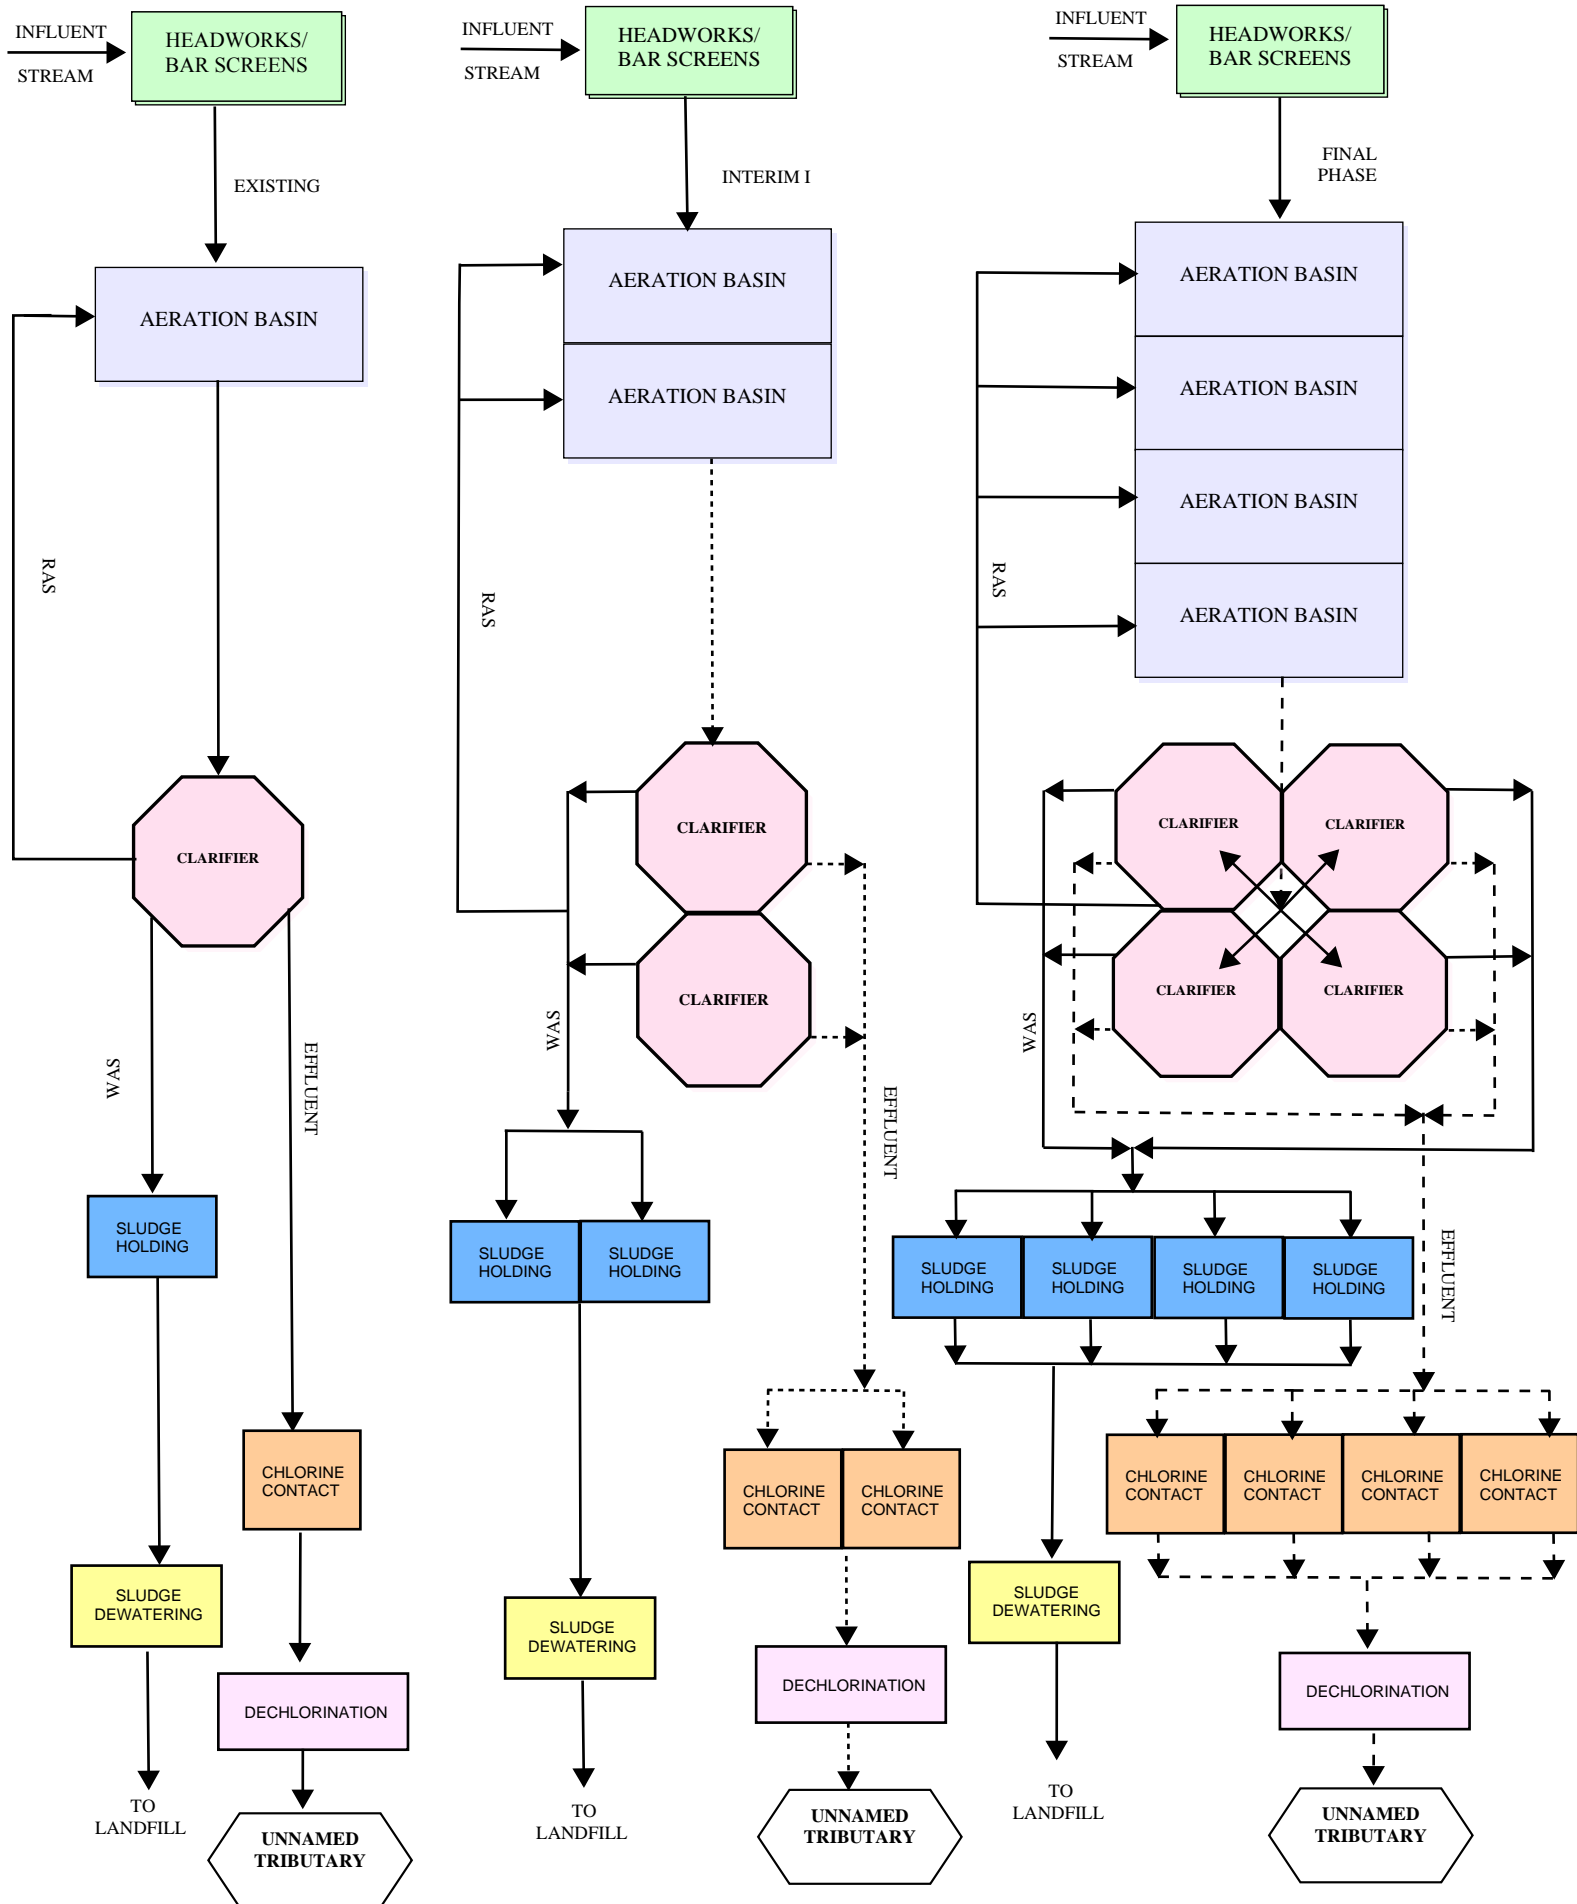 INFLUENT
STREAM
HEADWORKS/
BAR SCREENS
EXISTING
AERATION BASIN
RAS
CLARIFIER
WAS
EFFLUENT
SLUDGE
HOLDING
CHLORINE
CONTACT
SLUDGE
DEWATERING
DECHLORINATION
TO
LANDFILL
UNNAMED
TRIBUTARY
INFLUENT
STREAM
HEADWORKS/
BAR SCREENS
INTERIM I
AERATION BASIN
AERATION BASIN
RAS
CLARIFIER
CLARIFIER
WAS
EFFLUENT
SLUDGE
HOLDING
SLUDGE
HOLDING
CHLORINE
CONTACT
CHLORINE
CONTACT
SLUDGE
DEWATERING
DECHLORINATION
TO
LANDFILL
UNNAMED
TRIBUTARY
INFLUENT
STREAM
HEADWORKS/
BAR SCREENS
FINAL
PHASE
AERATION BASIN
AERATION BASIN
AERATION BASIN
AERATION BASIN
RAS
CLARIFIER
CLARIFIER
CLARIFIER
CLARIFIER
WAS
EFFLUENT
SLUDGE
HOLDING
SLUDGE
HOLDING
SLUDGE
HOLDING
SLUDGE
HOLDING
CHLORINE
CONTACT
CHLORINE
CONTACT
CHLORINE
CONTACT
CHLORINE
CONTACT
SLUDGE
DEWATERING
DECHLORINATION
TO
LANDFILL
UNNAMED
TRIBUTARY